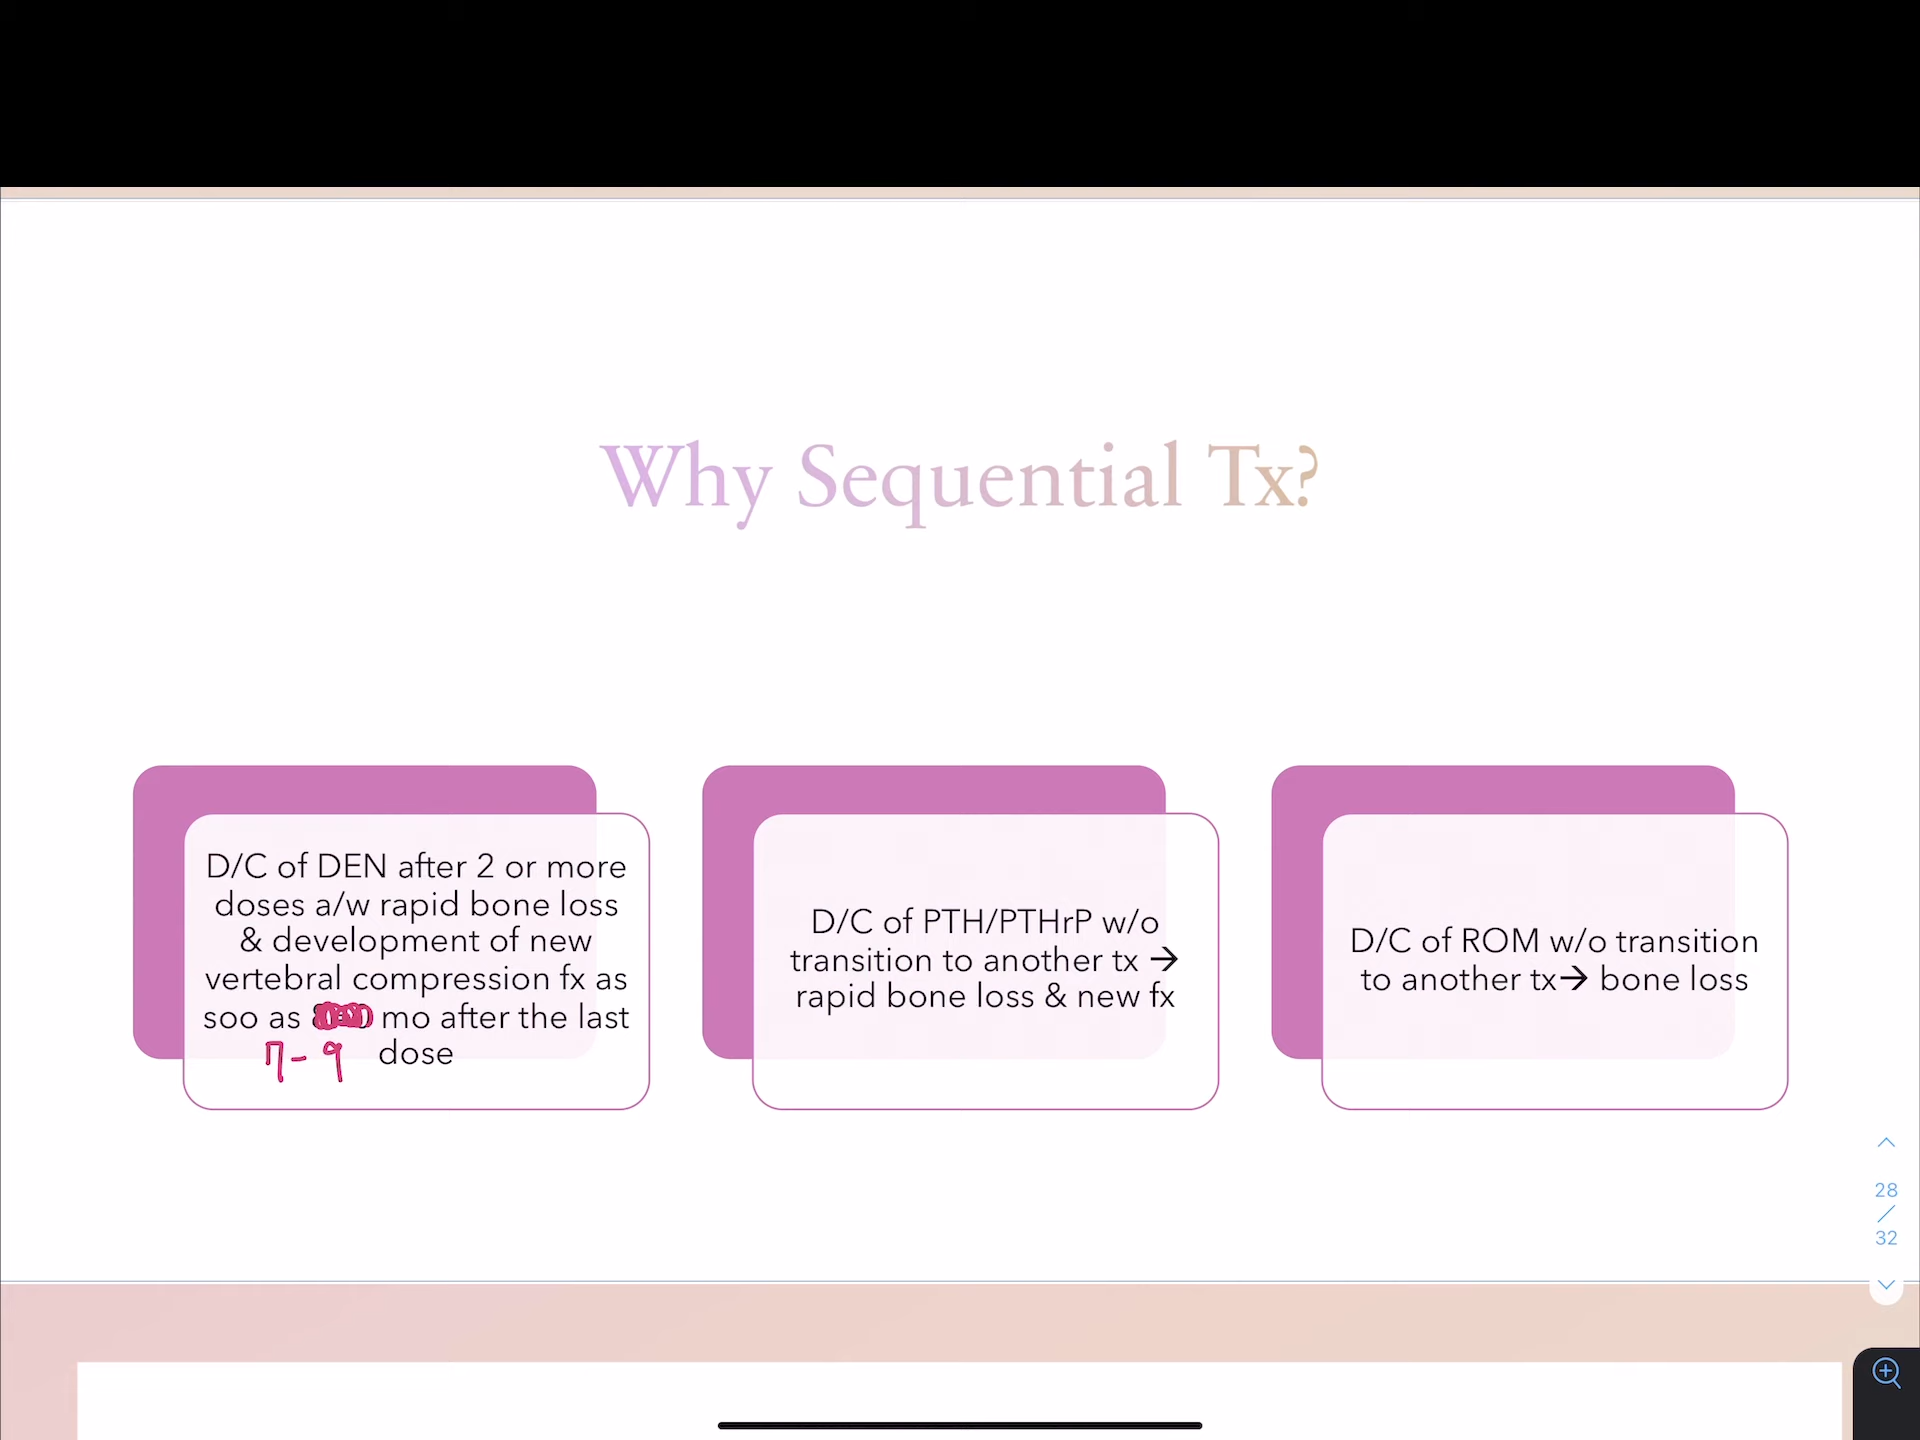 Why Sequential Tx?
D/C of DEN after 2 or more
doses a/w rapid bone loss
& development of new
vertebral compression fx as
soo as mo after the last
7-9 dose
D/C of PTH/PTHrP w/o
transition to another tx →
rapid bone loss & new fx
D/C of ROM w/o transition
to another tx→ bone loss
28
/
32